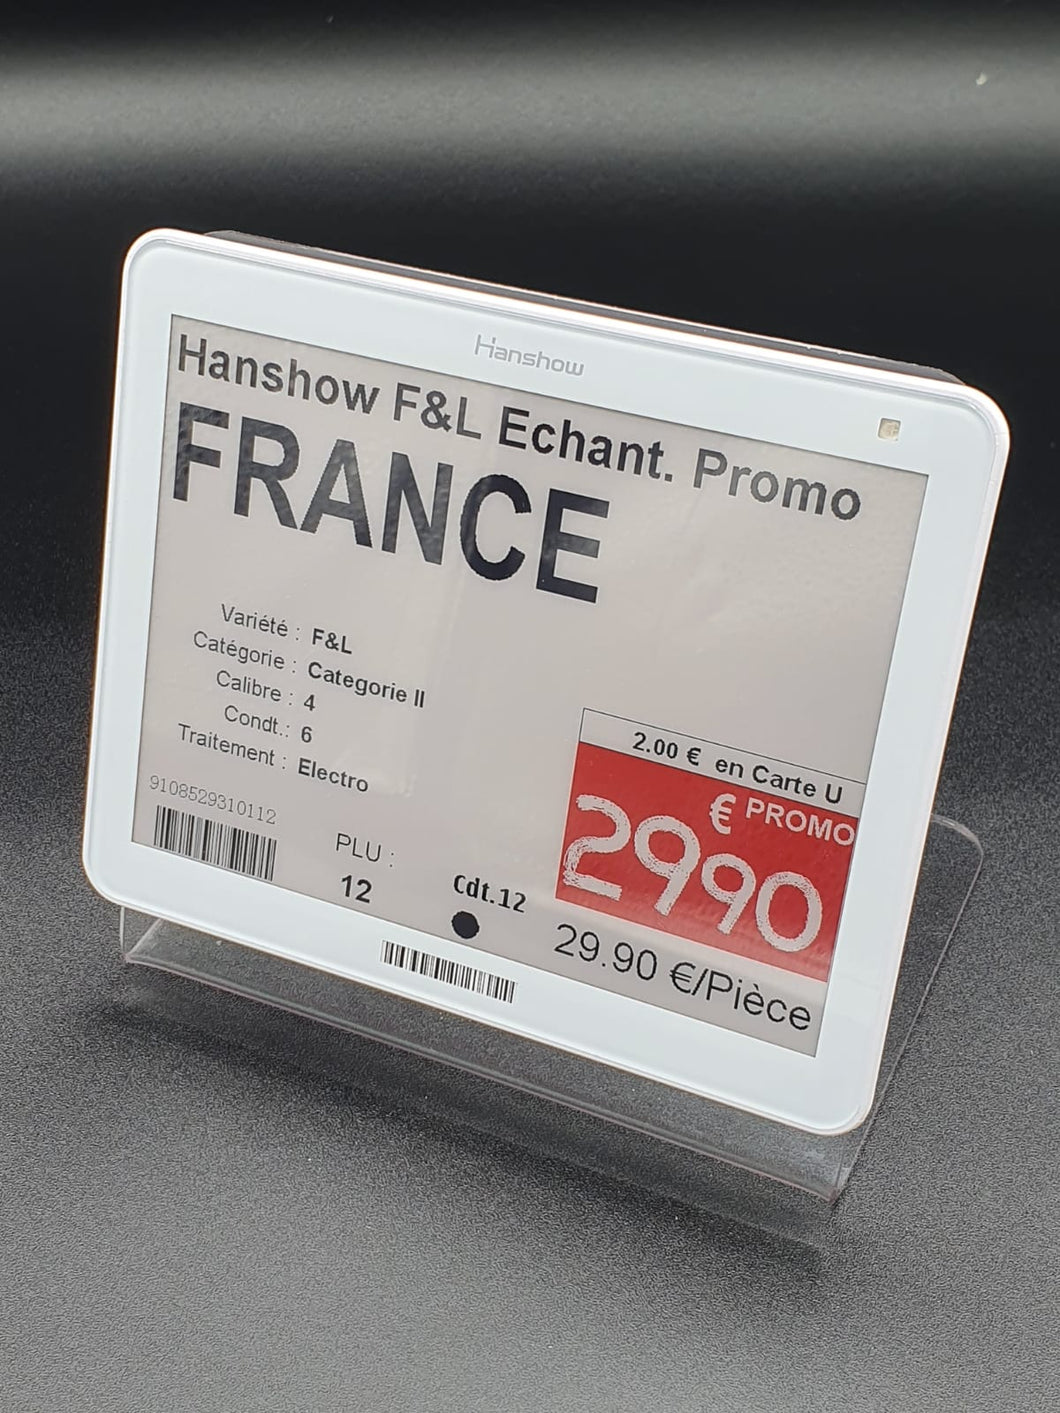 Hanshow
Hanshow F&L Echant. Promo
FRANCE
Variété : F&L
Catégorie : Categorie II
Calibre : 4
Condt.: 6
Traitement : Electro
9108529310112
PLU :
12
Cdt.12
2.00 € en Carte U
€ PROMO
2990
29.90 €/Pièce